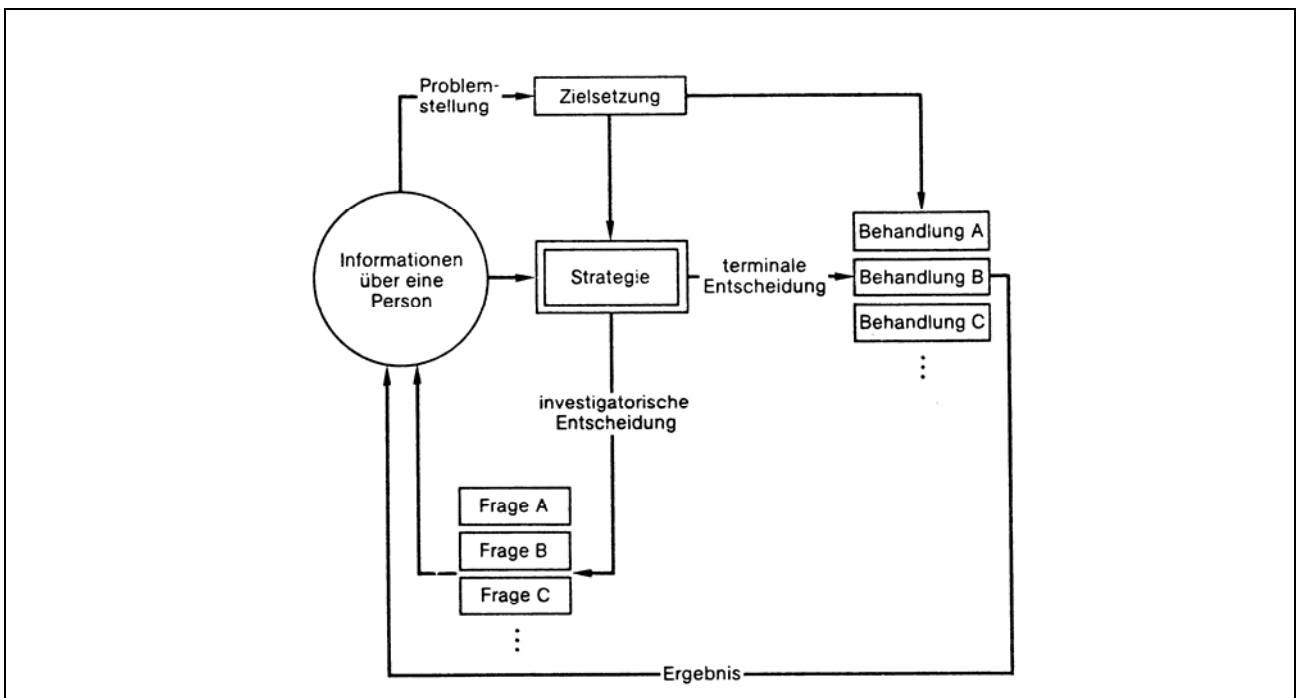 Problem-
stellung
Zielsetzung
Informationen
über eine
Person
Strategie
terminale
Entscheidung
Behandlung A
Behandlung B
Behandlung C
investigatorische
Entscheidung
Frage A
Frage B
Frage C
Ergebnis